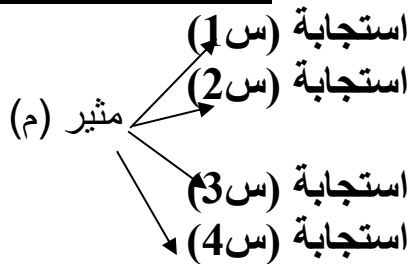 استجابة (س1)
استجابة (س2)
مثير (م)
استجابة (س3)
استجابة (س4)